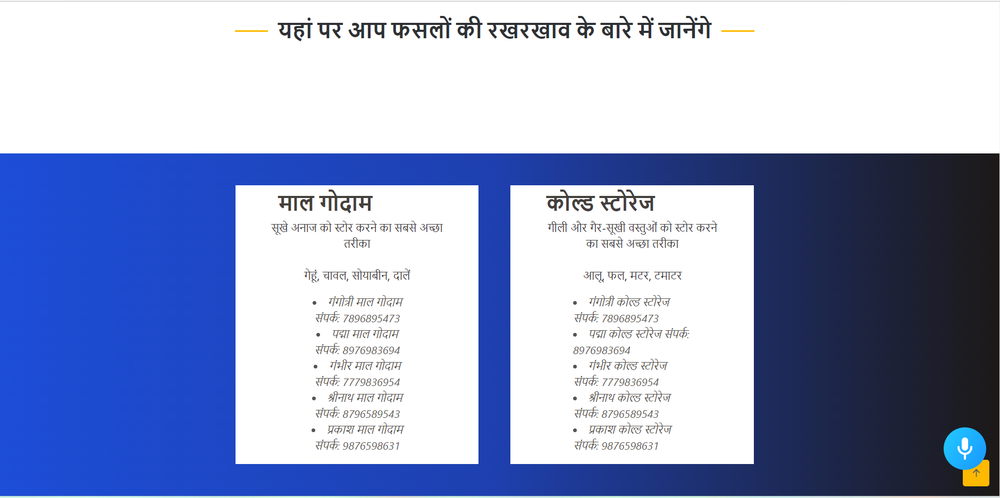 यहां पर आप फसलों की रखरखाव के बारे में जानेंगे
माल गोदाम
सूखे अनाज को स्टोर करने का सबसे अच्छा
तरीका
गेहूं, चावल, सोयाबीन, दालें
• गंगोत्री माल गोदाम
संपर्क: 7896895473
• पद्मा माल गोदाम
संपर्क: 8976983694
• गंभीर माल गोदाम
संपर्क: 7779836954
• श्रीनाथ माल गोदाम
संपर्क: 8796589543
• प्रकाश माल गोदाम
संपर्क: 9876598631
कोल्ड स्टोरेज
गीली और गैर-सूखी वस्तुओं को स्टोर करने
का सबसे अच्छा तरीका
आलू, फल, मटर, टमाटर
• गंगोत्री कोल्ड स्टोरेज
संपर्क: 7896895473
• पद्मा कोल्ड स्टोरेज संपर्क:
8976983694
• गंभीर कोल्ड स्टोरेज
संपर्क: 7779836954
• श्रीनाथ कोल्ड स्टोरेज
संपर्क: 8796589543
• प्रकाश कोल्ड स्टोरेज
संपर्क: 9876598631